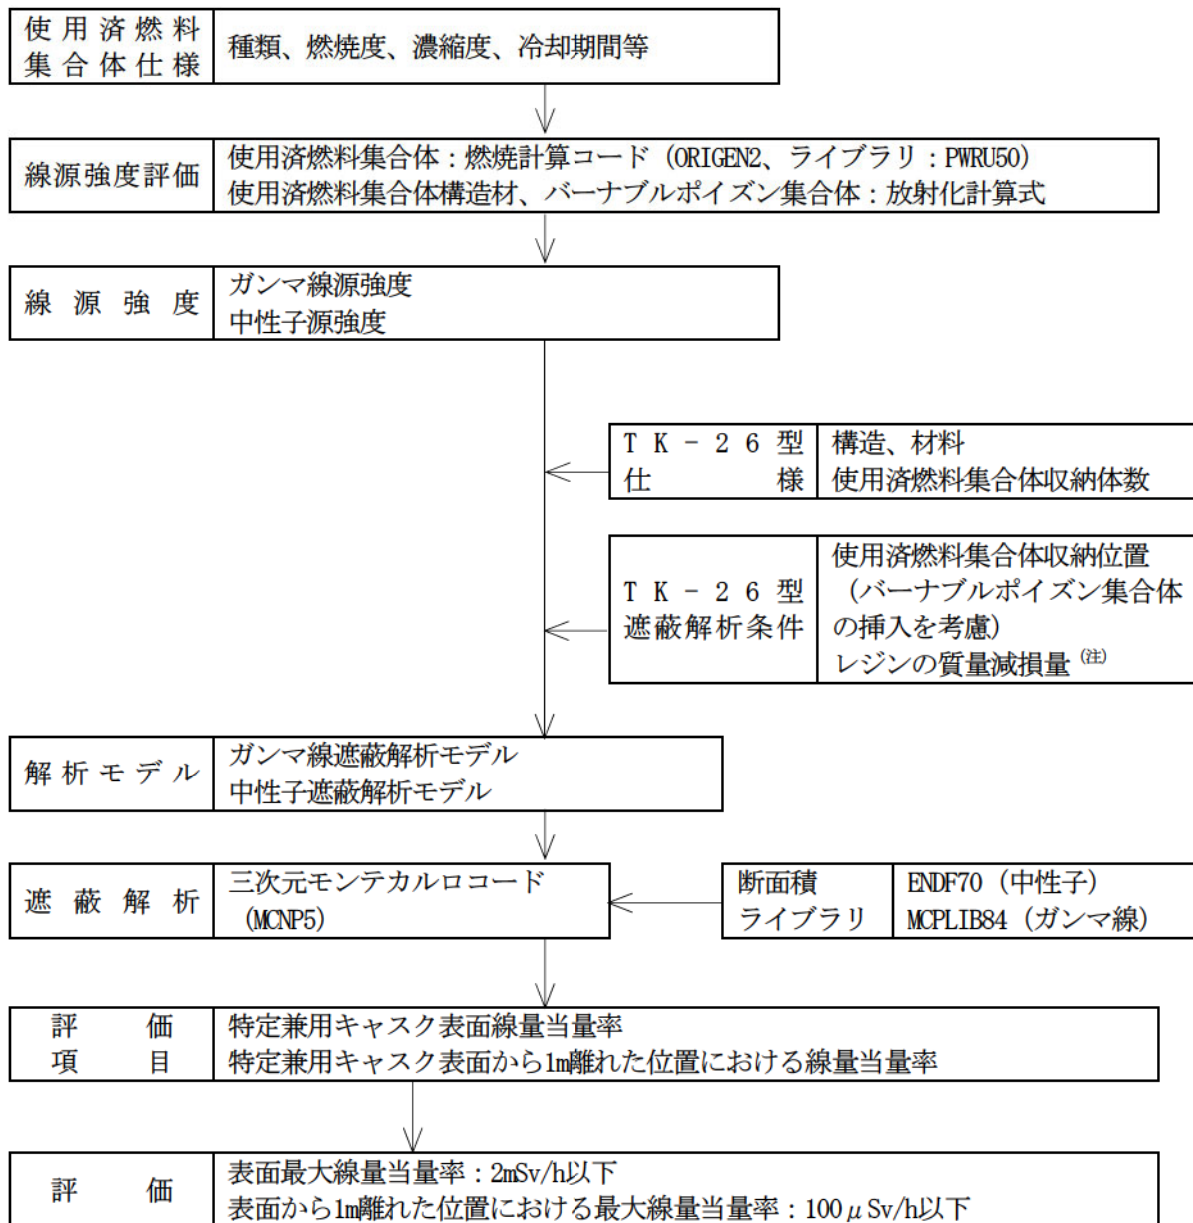 使用済燃料
集合体仕様
種類、燃焼度、濃縮度、冷却期間等
線源強度評価
使用済燃料集合体：燃焼計算コード（ORIGEN2、ライブラリ：PWRU50）
使用済燃料集合体構造材、バーナブルポイズン集合体：放射化計算式
線源強度
ガンマ線源強度
中性子源強度
TK-26型
仕様
構造、材料
使用済燃料集合体収納体数
TK-26型
遮蔽解析条件
使用済燃料集合体収納位置
（バーナブルポイズン集合体
の挿入を考慮）
レジンの質量減損量（注）
解析モデル
ガンマ線遮蔽解析モデル
中性子遮蔽解析モデル
遮蔽解析
三次元モンテカルロコード
（MCNP5）
断面積
ライブラリ
ENDF70（中性子）
MCPLIB84（ガンマ線）
評価
項目
特定兼用キャスク表面線量当量率
特定兼用キャスク表面から1m離れた位置における線量当量率
評価
表面最大線量当量率：2mSv/h以下
表面から1m離れた位置における最大線量当量率：100μSv/h以下